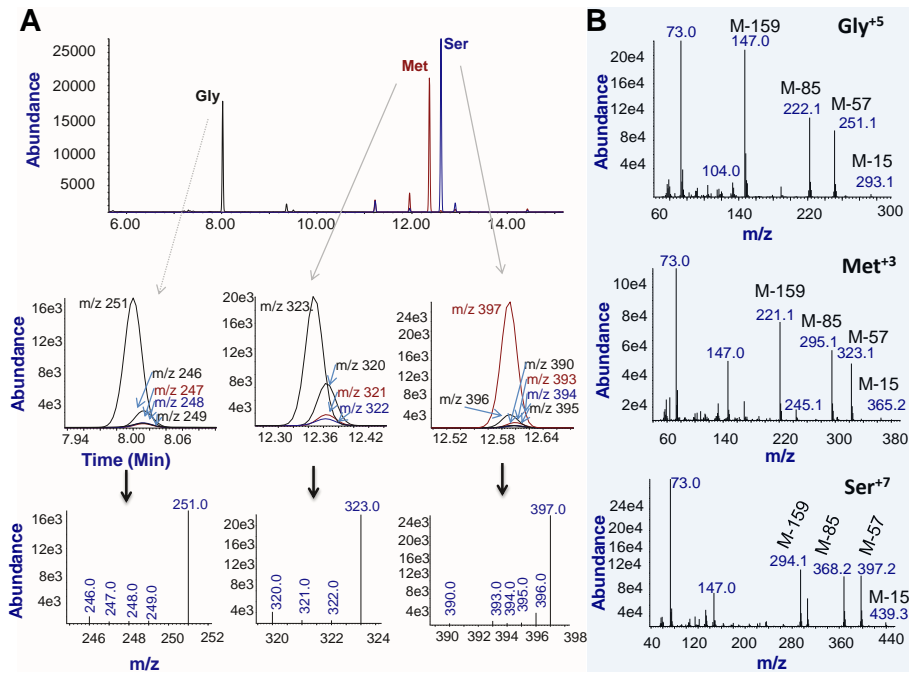 A
Abundance
25000
20000
15000
10000
5000
Gly
Met
Ser
6.00
8.00
10.00
12.00
14.00
Abundance
16e3
12e3
8e3
4e3
m/z 251
m/z 246
m/z 247
m/z 248
m/z 249
7.94
8.00
8.06
Time (Min)
20e3
16e3
12e3
8e3
4e3
m/z 323
m/z 320
m/z 321
m/z 322
12.30
12.36
12.42
24e3
20e3
16e3
12e3
8e3
4e3
m/z 397
m/z 396
m/z 390
m/z 393
m/z 394
m/z 395
12.52
12.58
12.64
Abundance
16e3
12e3
8e3
4e3
251.0
246.0
247.0
248.0
249.0
246
248
250
252
m/z
20e3
16e3
12e3
8e3
4e3
323.0
320.0
321.0
322.0
320
322
324
24e3
20e3
16e3
12e3
8e3
4e3
397.0
390.0
393.0
394.0
395.0
396.0
390
392
394
396
398
m/z
B
Gly+5
Abundance
20e4
16e4
12e4
8e4
4e4
73.0
M-159
147.0
M-85
222.1
M-57
251.1
M-15
293.1
104.0
60
140
220
300
m/z
Met+3
Abundance
10e4
8e4
6e4
4e4
2e4
73.0
M-159
221.1
M-85
295.1
M-57
323.1
M-15
365.2
147.0
245.1
60
140
220
300
380
m/z
Ser+7
Abundance
24e4
20e4
16e4
12e4
8e4
4e4
73.0
M-159
294.1
M-85
368.2
M-57
397.2
M-15
439.3
147.0
40
120
200
280
360
440
m/z